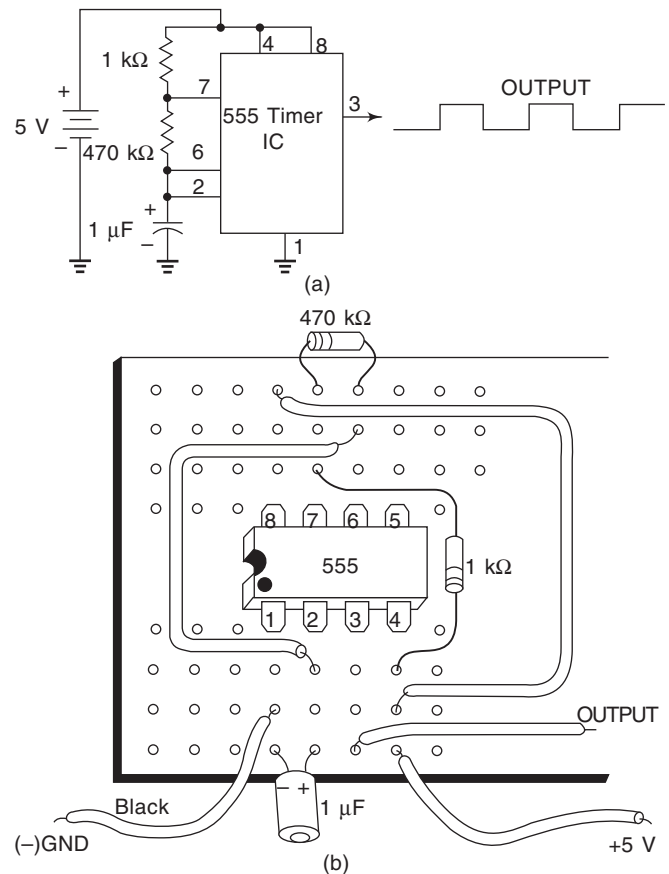 1 kΩ
4
8
+
7
3
OUTPUT
5 V
555 Timer
IC
−
470 kΩ
6
2
+
1 μF
−
1
(a)
470 kΩ
8 7 6 5
555
1 kΩ
1 2 3 4
OUTPUT
− +
Black
1 μF
(–)GND
+5 V
(b)